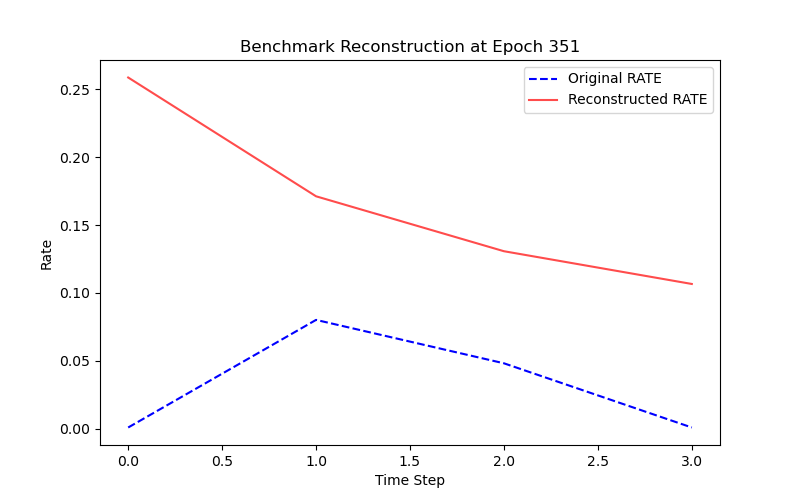 Benchmark Reconstruction at Epoch 351
Original RATE
Reconstructed RATE
0.25
0.20
0.15
0.10
0.05
0.00
Rate
0.0 0.5 1.0 1.5 2.0 2.5 3.0
Time Step